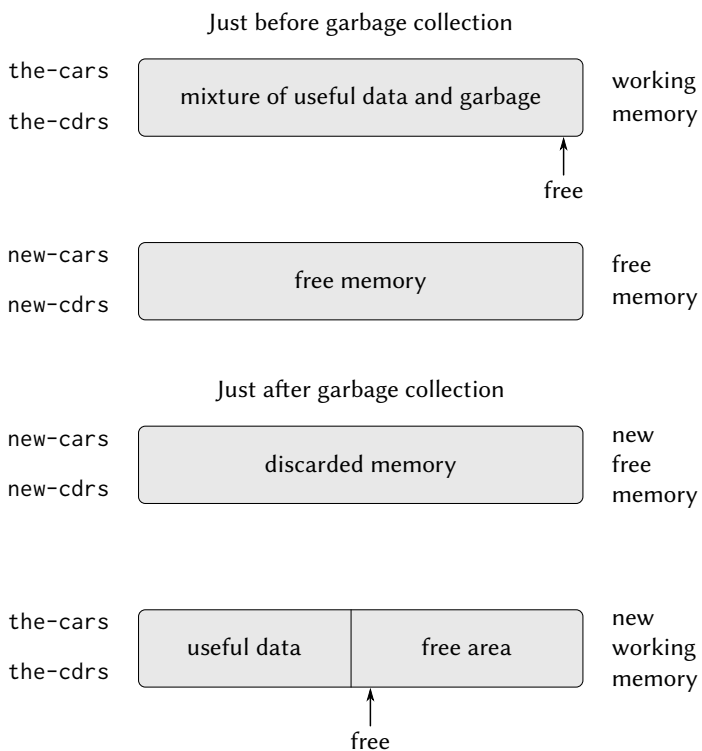 Just before garbage collection
the-cars
the-cdrs
mixture of useful data and garbage
working
memory
free
new-cars
new-cdrs
free memory
free
memory
Just after garbage collection
new-cars
new-cdrs
discarded memory
new
free
memory
the-cars
the-cdrs
useful data
free area
new
working
memory
free